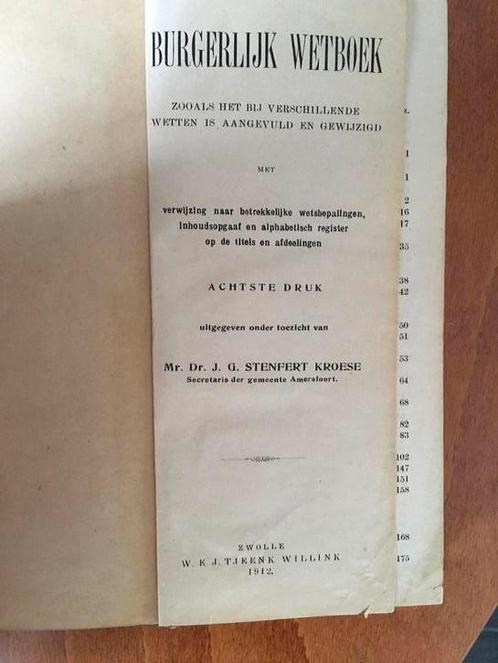 BURGERLIJK WETBOEK
ZOOALS HET BIJ VERSCHILLENDE
WETTEN IS AANGEVULD EN GEWIJZIGD
MET
verwijzing naar betrekkelijke wetsbepalingen,
inhoudsopgaaf en alphabetisch register
op de titels en afdeelingen
ACHTSTE DRUK
uitgegeven onder toezicht van
Mr. Dr. J. G. STENFERT KROESE
Secretaris der gemeente Amersfoort.
ZWOLLE
W. E J. TJEENK WILLINK
1912.
z.
1
1
2
16
17
35
38
42
50
51
53
64
68
82
83
102
147
151
158
168
175